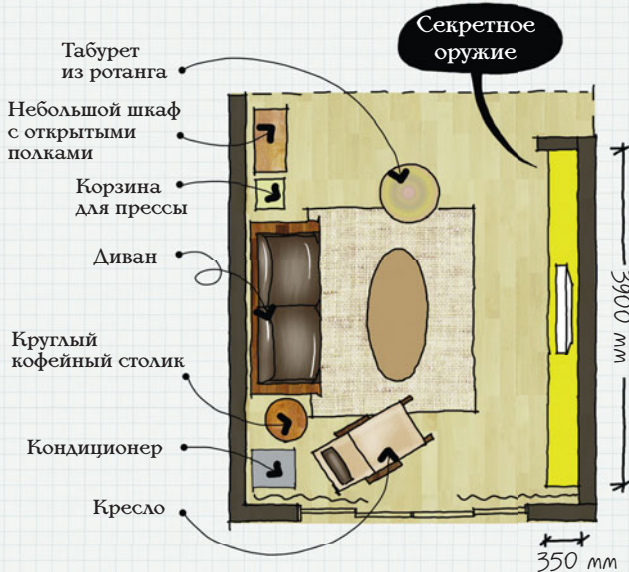 Секретное
оружие
Табурет
из ротанга
Небольшой шкаф
с открытыми
полками
Корзина
для прессы
Диван
Круглый
кофейный столик
Кондиционер
Кресло
3900 mm
350 mm